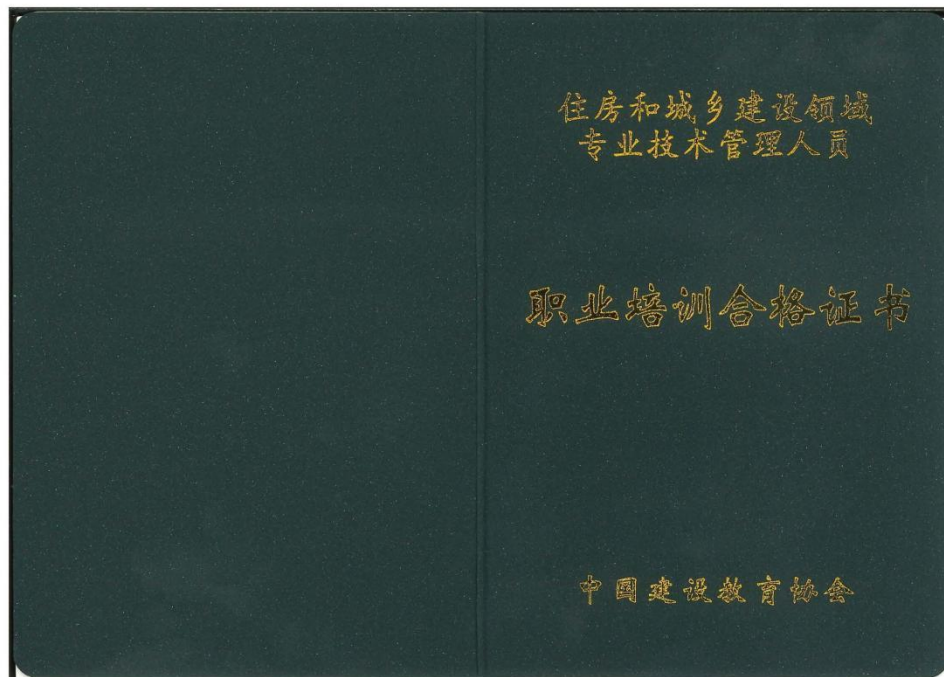 住房和城乡建设领域
专业技术管理人员
职业培训合格证书
中国建设教育协会